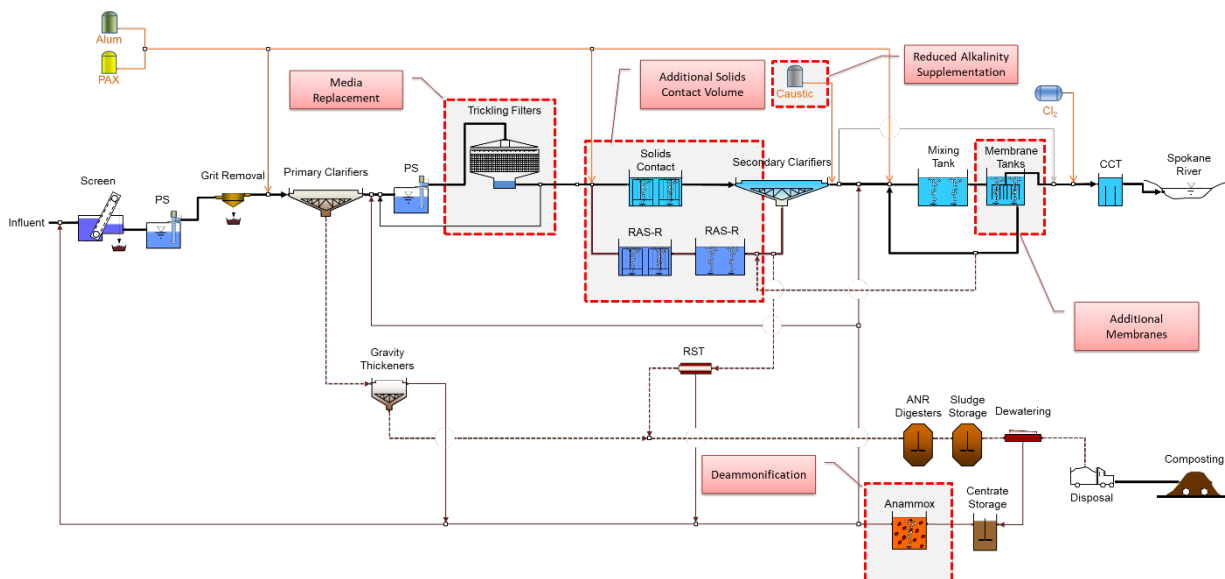 Alum
PAX
Media
Replacement
Additional Solids
Contact Volume
Reduced Alkalinity
Supplementation
Caustic
Cl₂
Trickling Filters
Solids
Contact
Secondary Clarifiers
Mixing
Tank
Membrane
Tanks
CCT
Spokane
River
Screen
Grit Removal
Primary Clarifiers
PS
PS
Influent
RAS-R
RAS-R
Additional
Membranes
Gravity
Thickeners
RST
ANR
Digesters
Sludge
Storage
Dewatering
Composting
Disposal
Deammonification
Anammox
Centrate
Storage